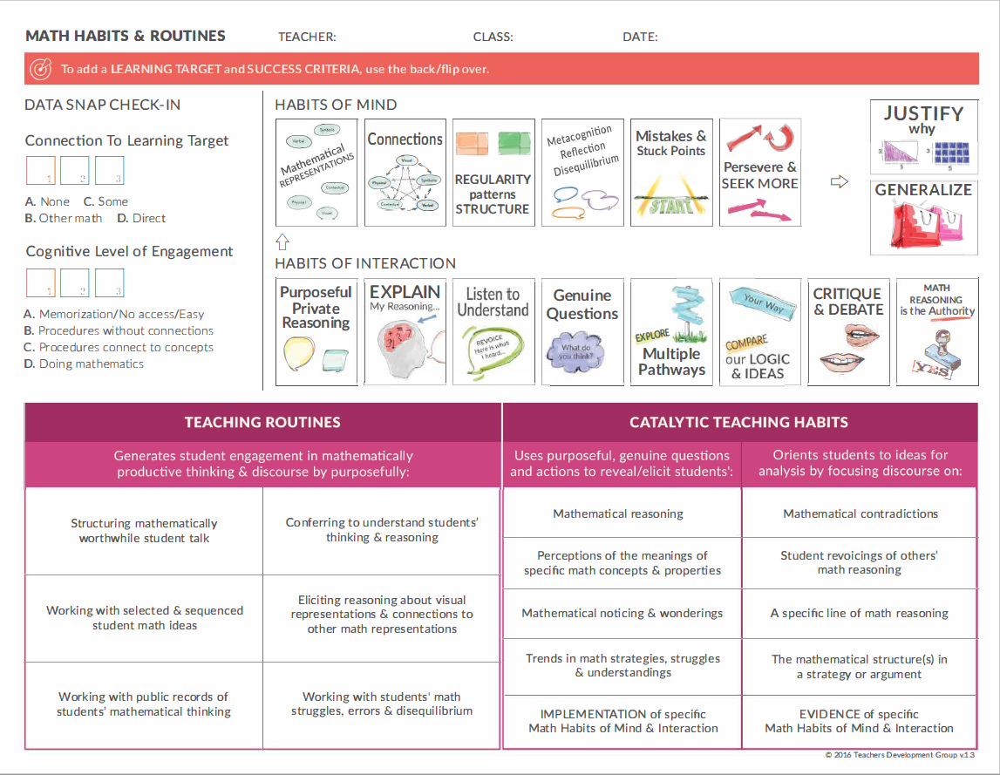 MATH HABITS & ROUTINES
TEACHER:
CLASS:
DATE:
To add a LEARNING TARGET and SUCCESS CRITERIA, use the back/flip over.
DATA SNAP CHECK-IN
Connection To Learning Target
1 2 3
A. None C. Some
B. Other math D. Direct
Cognitive Level of Engagement
1 2 3
A. Memorization/No access/Easy
B. Procedures without connections
C. Procedures connect to concepts
D. Doing mathematics
HABITS OF MIND
Symbolic
Verbal
Mathematical
REPRESENTATIONS
Contextual
Physical
Visual
Connections
Visual
Physical
Symbolic
Contextual
Verbal
REGULARITY
patterns
STRUCTURE
Metacognition
Reflection
Disequilibrium
Mistakes &
Stuck Points
START
Persevere &
SEEK MORE
JUSTIFY
why
3
5
3
5
GENERALIZE
HABITS OF INTERACTION
Purposeful
Private
Reasoning
EXPLAIN
My Reasoning...
Listen to
Understand
REVOICE
Here is what
I heard...
Genuine
Questions
What do
you think?
EXPLORE
Multiple
Pathways
Your Way
COMPARE
our LOGIC
& IDEAS
CRITIQUE
& DEBATE
MATH
REASONING
is the Authority
YES
TEACHING ROUTINES
Generates student engagement in mathematically
productive thinking & discourse by purposefully:
Structuring mathematically
worthwhile student talk
Conferring to understand students'
thinking & reasoning
Working with selected & sequenced
student math ideas
Eliciting reasoning about visual
representations & connections to
other math representations
Working with public records of
students' mathematical thinking
Working with students' math
struggles, errors & disequilibrium
CATALYTIC TEACHING HABITS
Uses purposeful, genuine questions
and actions to reveal/elicit students':
Orients students to ideas for
analysis by focusing discourse on:
Mathematical reasoning
Mathematical contradictions
Perceptions of the meanings of
specific math concepts & properties
Student revoicings of others'
math reasoning
Mathematical noticing & wonderings
A specific line of math reasoning
Trends in math strategies, struggles
& understandings
The mathematical structure(s) in
a strategy or argument
IMPLEMENTATION of specific
Math Habits of Mind & Interaction
EVIDENCE of specific
Math Habits of Mind & Interaction
© 2016 Teachers Development Group v.1.3